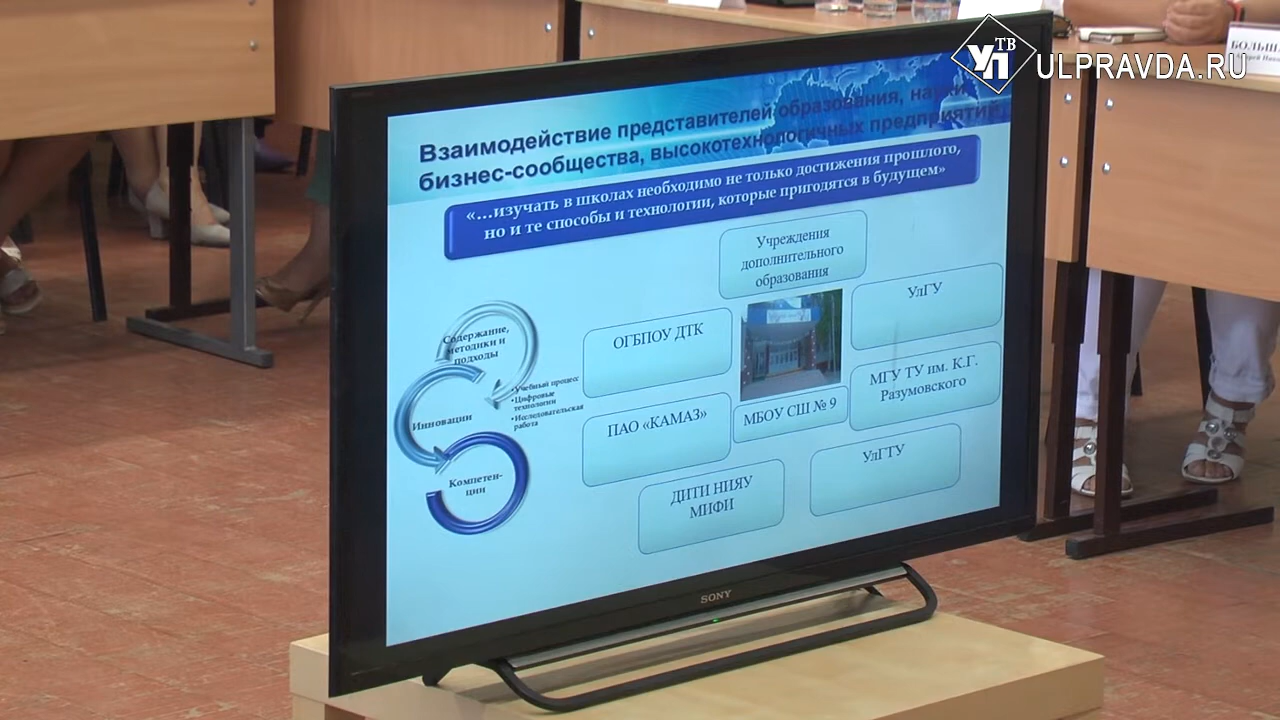 УП ТВ
ULPRAVDA.RU
БОЛЬША
Взаимодействие представителей образования, науки,
бизнес-сообщества, высокотехнологичных предприятий
«…изучать в школах необходимо не только достижения прошлого,
но и те способы и технологии, которые пригодятся в будущем»
Учреждения
дополнительного
образования
УлГУ
ОГБПОУ ДТК
МГУ ТУ им. К.Г.
Разумовского
МБОУ СШ № 9
ПАО «КАМАЗ»
УлГТУ
ДИТИ НИЯУ
МИФИ
Содержание,
методики и
подходы
•Учебный процесс
•Цифровые
технологии
•Исследовательская
работа
Инновации
Компетен-
ции
SONY